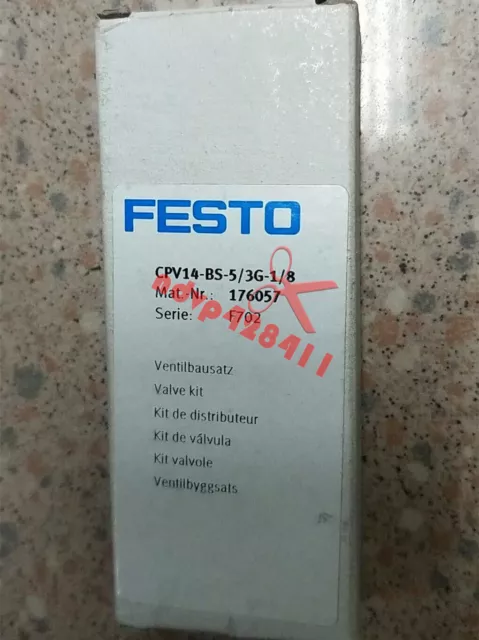 FESTO
CPV14-BS-5/3G-1/8
Mat.-Nr.: 176057
Serie: F702
ndvp428411
Ventilbausatz
Valve kit
Kit de distributeur
Kit de válvula
Kit valvole
Ventilbyggsats